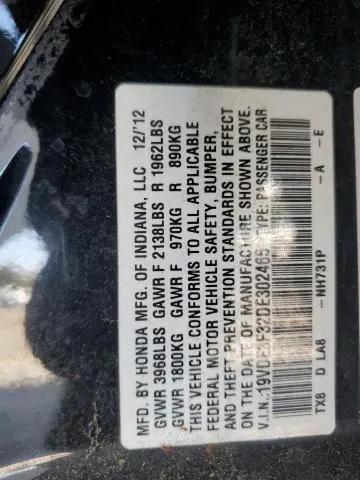 MFD. BY HONDA MFG. OF INDIANA, LLC 12/'12
GVWR 3968LBS GAWR F 2138LBS R 1962LBS
GVWR 1800KG GAWR F 970KG R 890KG
THIS VEHICLE CONFORMS TO ALL APPLICABLE
FEDERAL MOTOR VEHICLE SAFETY, BUMPER,
AND THEFT PREVENTION STANDARDS IN EFFECT
ON THE DATE OF MANUFACTURE SHOWN ABOVE.
V.I.N.: TYPE: PASSENGER CAR
TX8 D LA8 -NH731P -A -E